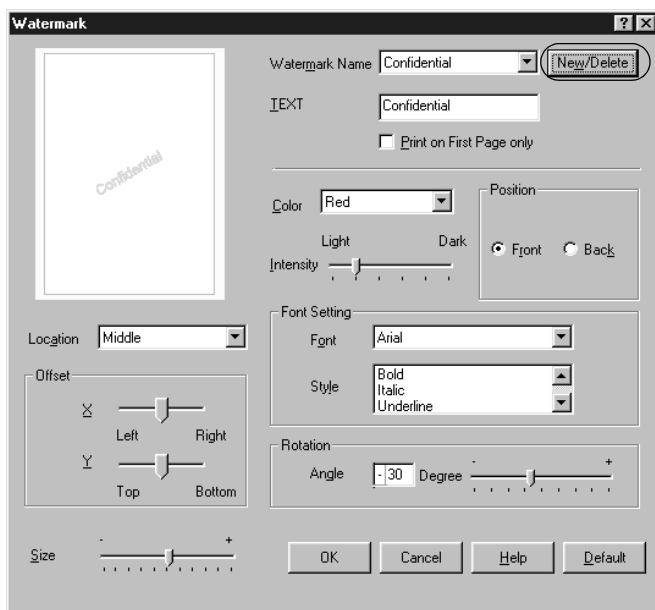 Watermark
Watermark Name Confidential New/Delete
TEXT Confidential
Print on First Page only
Confidential
Color Red
Position
Light Dark
Intensity
Front Back
Location Middle
Font Setting
Font Arial
Style Bold
Italic
Underline
Offset
X
Left Right
Y
Top Bottom
Rotation
Angle -30 Degree - +
Size - +
OK Cancel Help Default